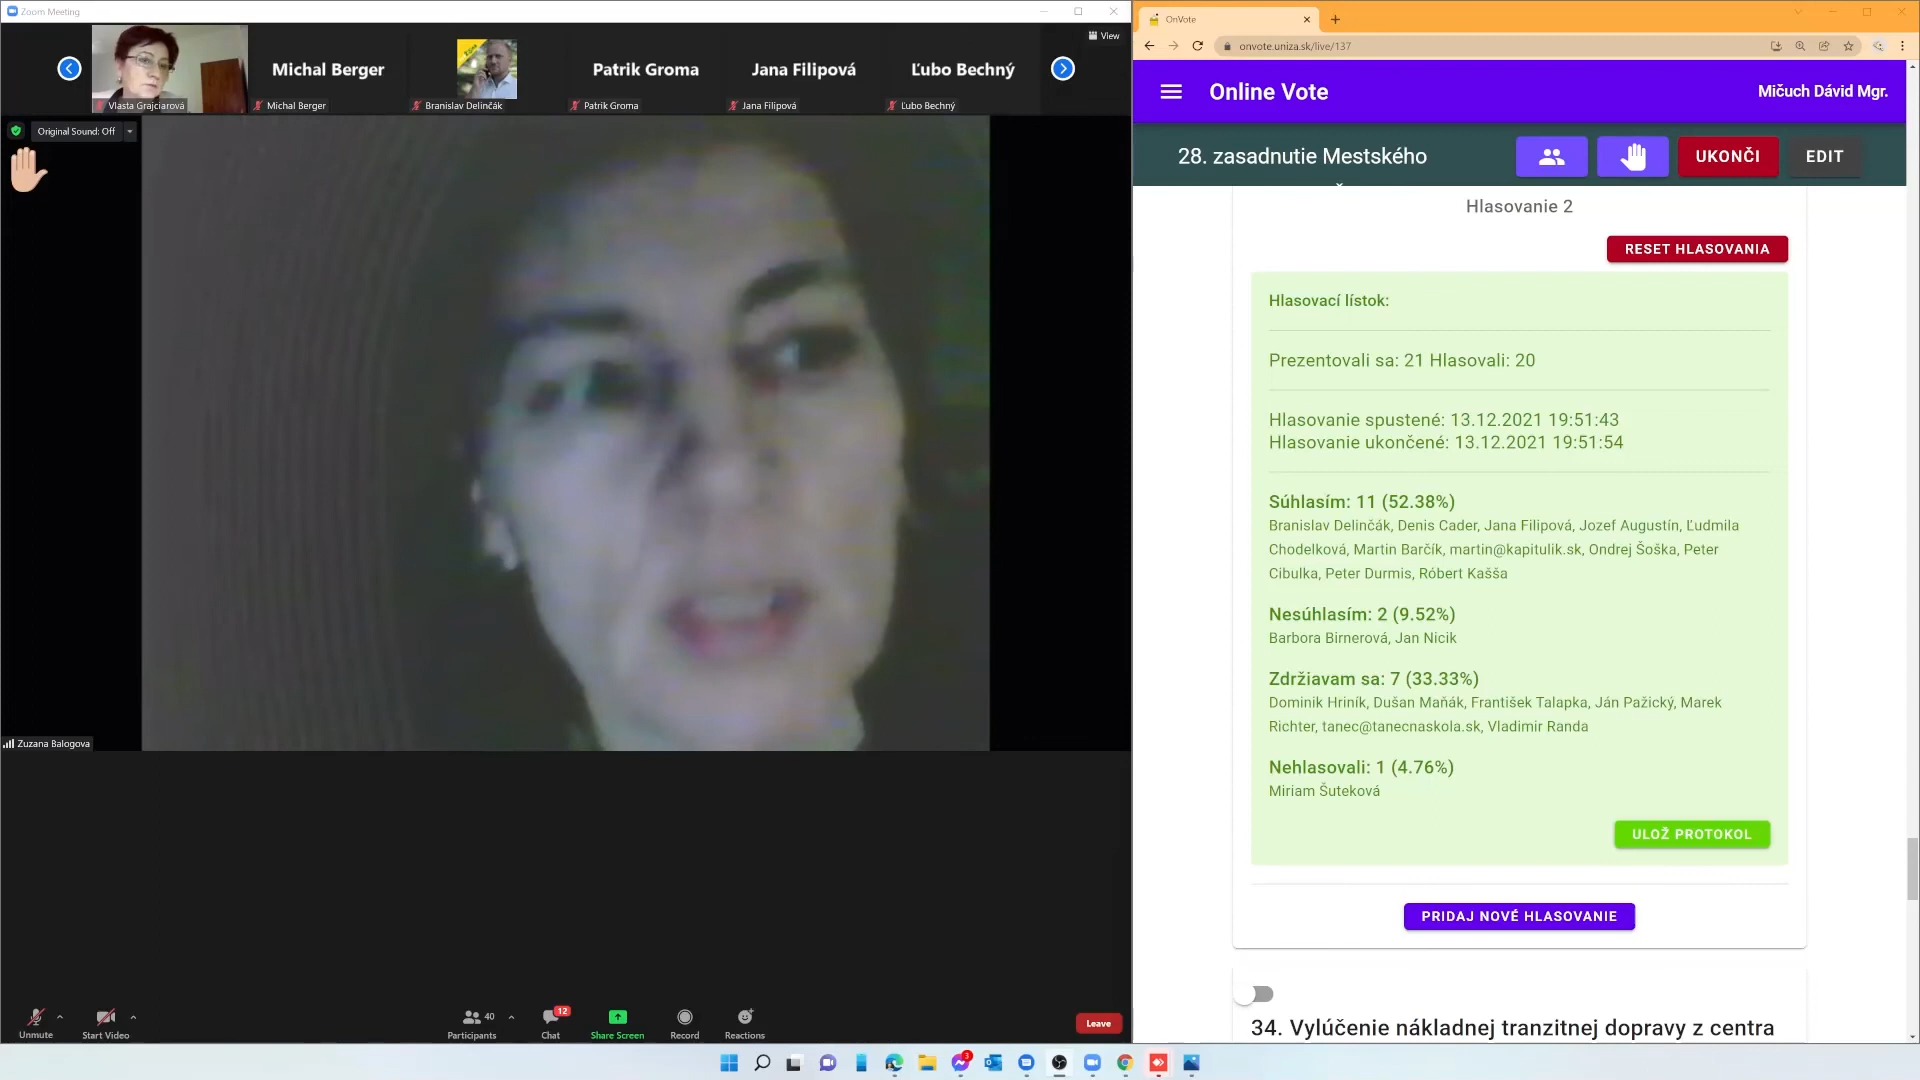 Zoom Meeting
View
Michal Berger
Patrik Groma
Jana Filipová
Ľubo Bechný
Vlasta Grajciarová
Michal Berger
Branislav Delinčák
Patrik Groma
Jana Filipová
Ľubo Bechný
Original Sound: Off
Zuzana Balogova
Unmute
Start Video
40
Participants
12
Chat
Share Screen
Record
Reactions
Leave
OnVote
onvote.uniza.sk/live/137
Online Vote
Mičuch Dávid Mgr.
28. zasadnutie Mestského
UKONČI
EDIT
Hlasovanie 2
RESET HLASOVANIA
Hlasovací lístok:
Prezentovali sa: 21 Hlasovali: 20
Hlasovanie spustené: 13.12.2021 19:51:43
Hlasovanie ukončené: 13.12.2021 19:51:54
Súhlasím: 11 (52.38%)
Branislav Delinčák, Denis Cader, Jana Filipová, Jozef Augustín, Ľudmila
Chodelková, Martin Barčík, martin@kapitulik.sk, Ondrej Šoška, Peter
Cibulka, Peter Durmis, Róbert Kašša
Nesúhlasím: 2 (9.52%)
Barbora Birnerová, Jan Nicik
Zdržiavam sa: 7 (33.33%)
Dominik Hriník, Dušan Maňák, František Talapka, Ján Pažický, Marek
Richter, tanec@tanecnaskola.sk, Vladimir Randa
Nehlasovali: 1 (4.76%)
Miriam Šuteková
ULOŽ PROTOKOL
PRIDAJ NOVÉ HLASOVANIE
34. Vylúčenie nákladnej tranzitnej dopravy z centra
3